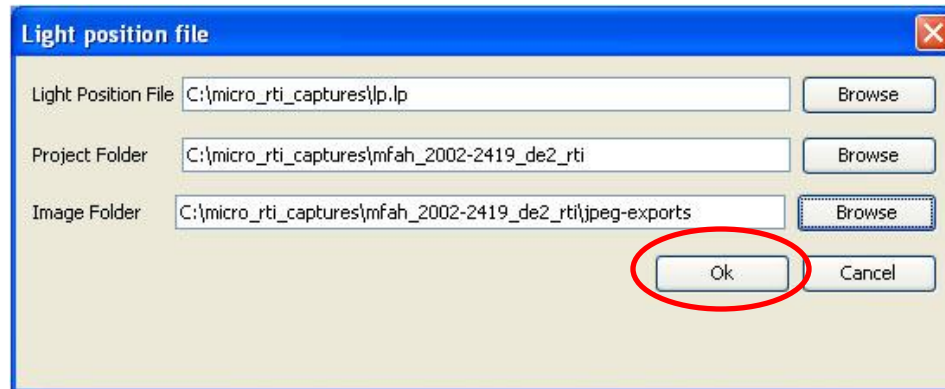 Light position file
Light Position File C:\micro_rti_captures\lp.lp Browse
Project Folder C:\micro_rti_captures\mfah_2002-2419_de2_rti Browse
Image Folder C:\micro_rti_captures\mfah_2002-2419_de2_rti\jpeg-exports Browse
Ok Cancel